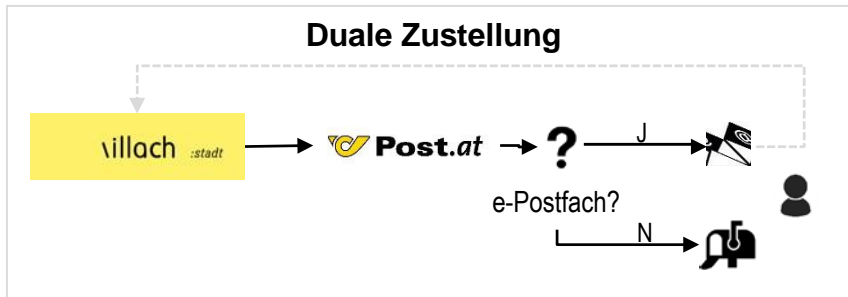 Duale Zustellung
villach :stadt
Post.at
?
J
e-Postfach?
N